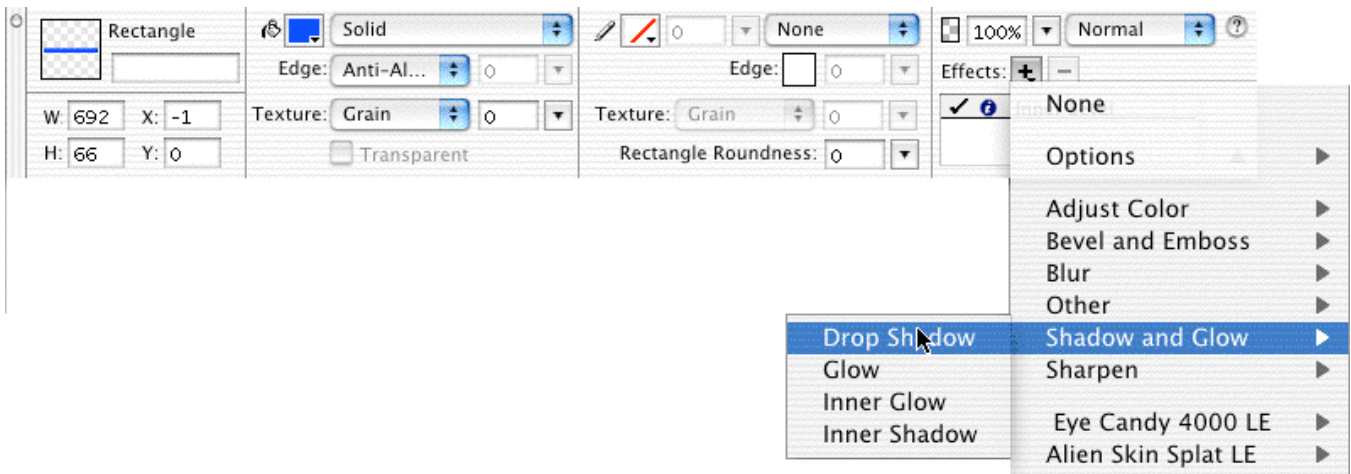 Rectangle Solid 0 None 100% Normal ?
Edge: Anti-Al... 0 Edge: 0 Effects: + −
W: 692 X: -1 Texture: Grain 0 Texture: Grain 0
H: 66 Y: 0 Transparent Rectangle Roundness: 0
None
Options
Adjust Color
Bevel and Emboss
Blur
Other
Shadow and Glow
Sharpen
Eye Candy 4000 LE
Alien Skin Splat LE
Drop Shadow
Glow
Inner Glow
Inner Shadow